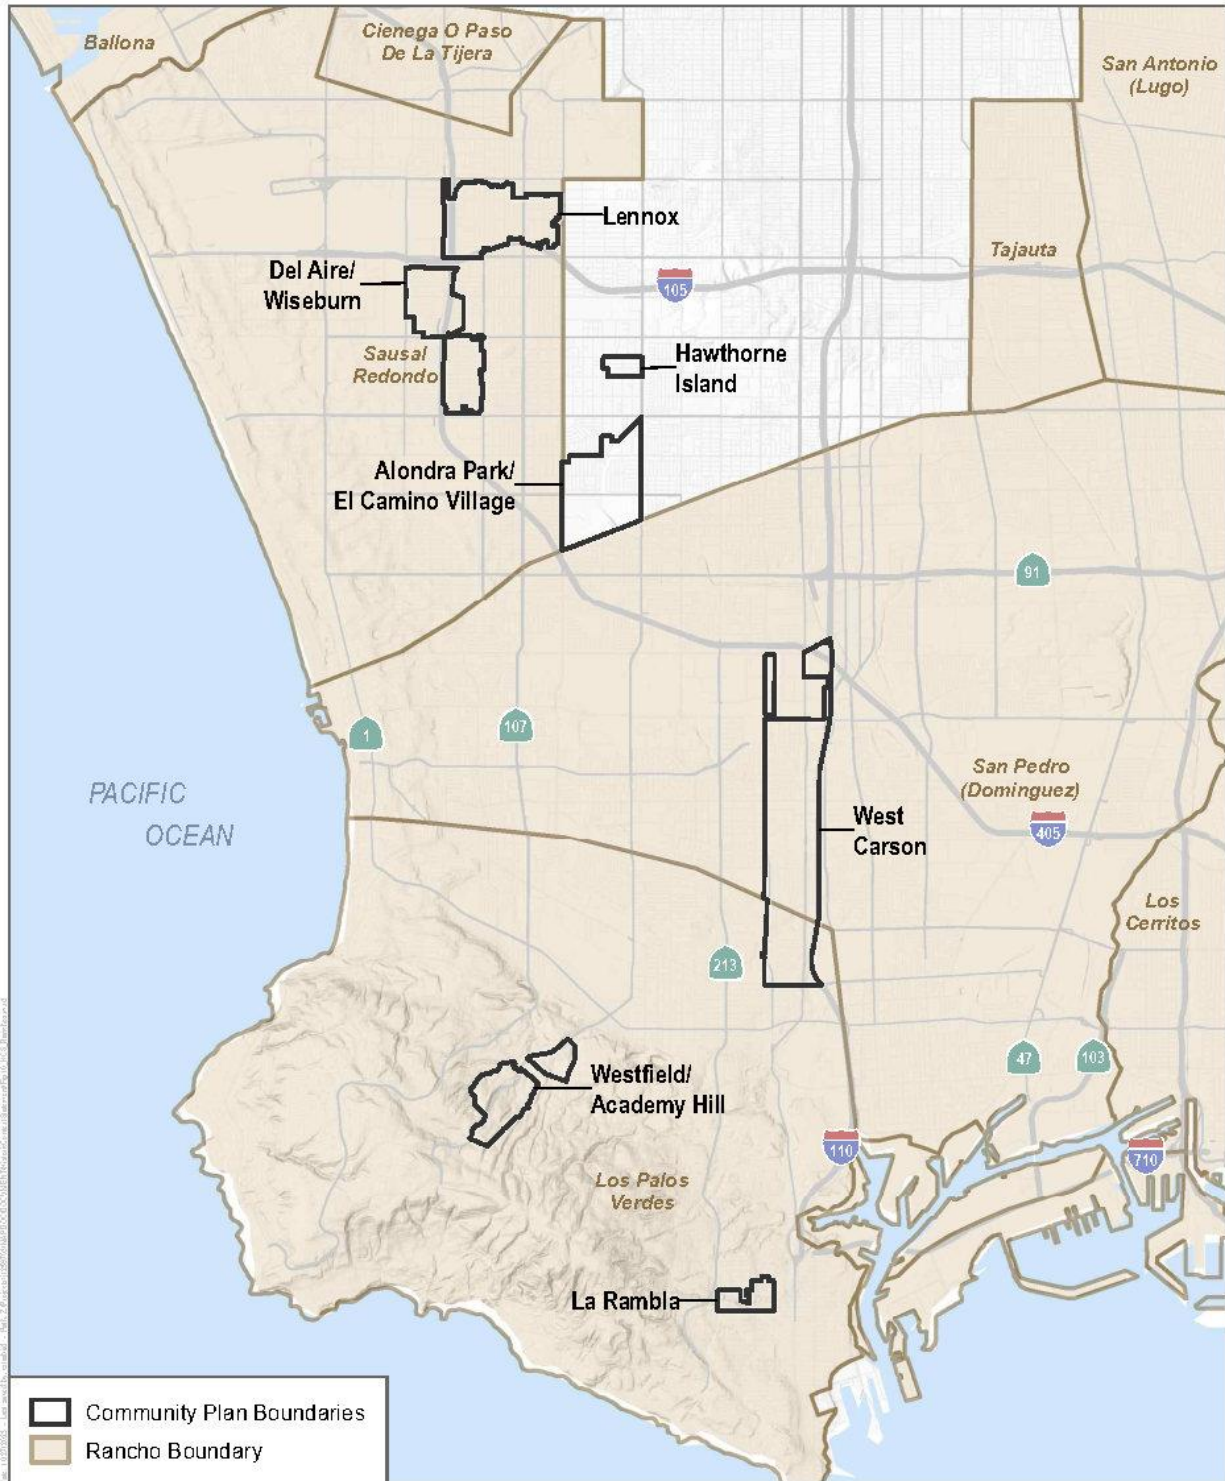 Ballona
Cienega O Paso
De La Tijera
San Antonio
(Lugo)
Lennox
Tajauta
Del Aire/
Wiseburn
105
Sausal
Redondo
Hawthorne
Island
Alondra Park/
El Camino Village
91
1
107
PACIFIC
OCEAN
San Pedro
(Dominguez)
West
Carson
405
Los
Cerritos
213
47
103
Westfield/
Academy Hill
110
710
Los Palos
Verdes
La Rambla
Community Plan Boundaries
Rancho Boundary